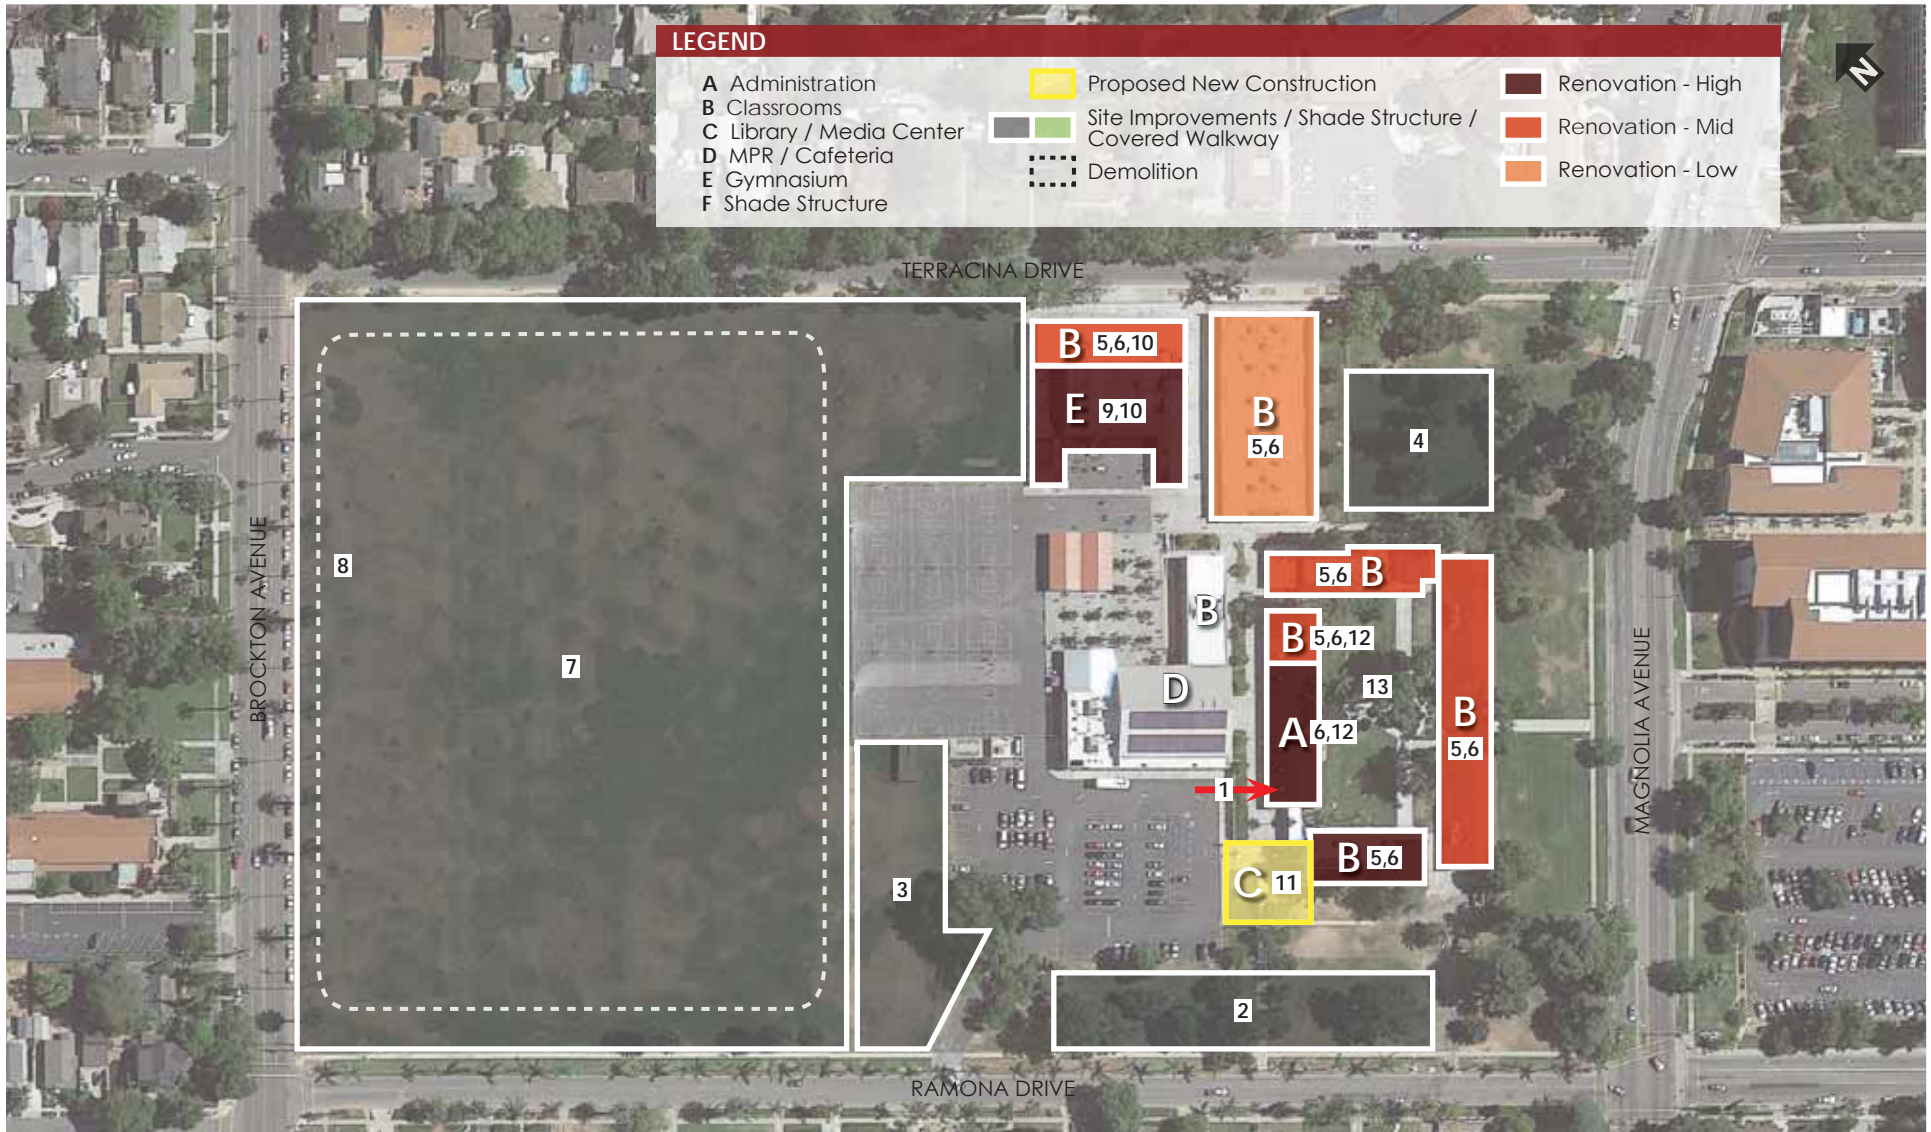 LEGEND
A Administration
B Classrooms
C Library / Media Center
D MPR / Cafeteria
E Gymnasium
F Shade Structure
Proposed New Construction
Site Improvements / Shade Structure /
Covered Walkway
Demolition
Renovation - High
Renovation - Mid
Renovation - Low
N
TERRACINA DRIVE
B 5,6,10
E 9,10
B
5,6
4
BROCKTON AVENUE
8
7
5,6 B
B
B 5,6,12
D
13
A 6,12
B
5,6
MAGNOLIA AVENUE
1
B 5,6
C 11
3
2
RAMONA DRIVE